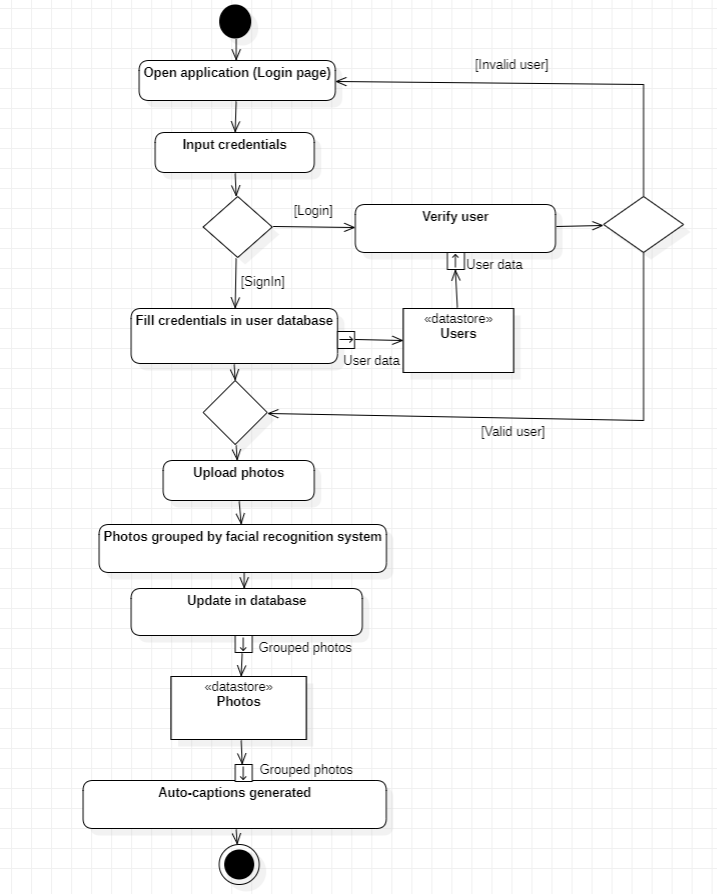 Open application (Login page)
[Invalid user]
Input credentials
[Login]
Verify user
User data
[SignIn]
Fill credentials in user database
«datastore»
Users
User data
[Valid user]
Upload photos
Photos grouped by facial recognition system
Update in database
Grouped photos
«datastore»
Photos
Grouped photos
Auto-captions generated